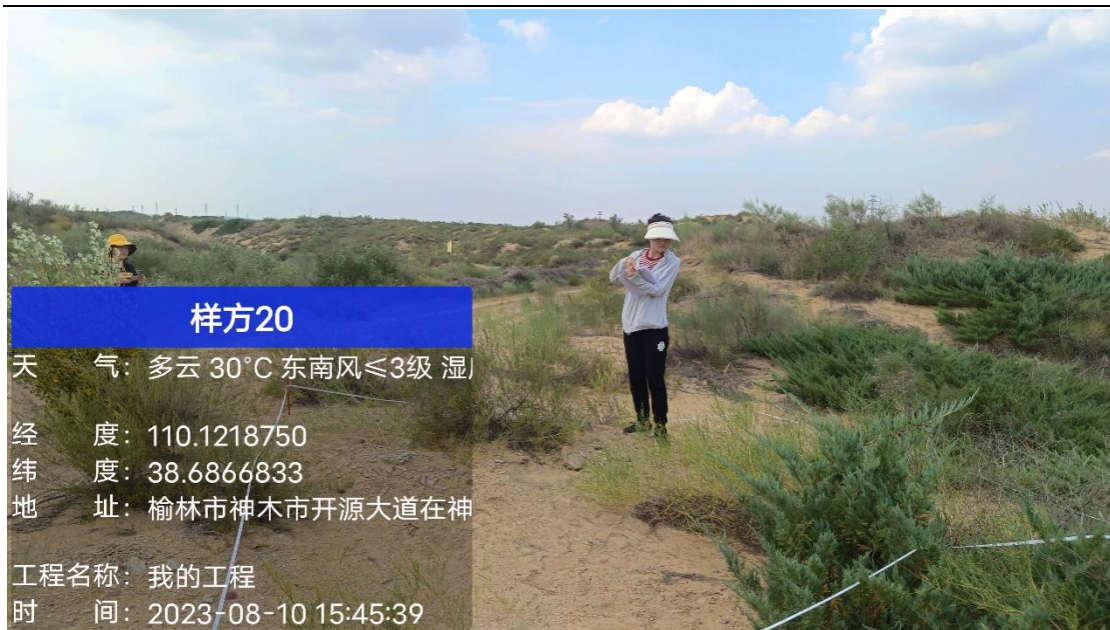 样方20
天 气：多云 30°C 东南风≤3级 湿
经 度：110.1218750
纬 度：38.6866833
地 址：榆林市神木市开源大道在神
工程名称：我的工程
时 间：2023-08-10 15:45:39